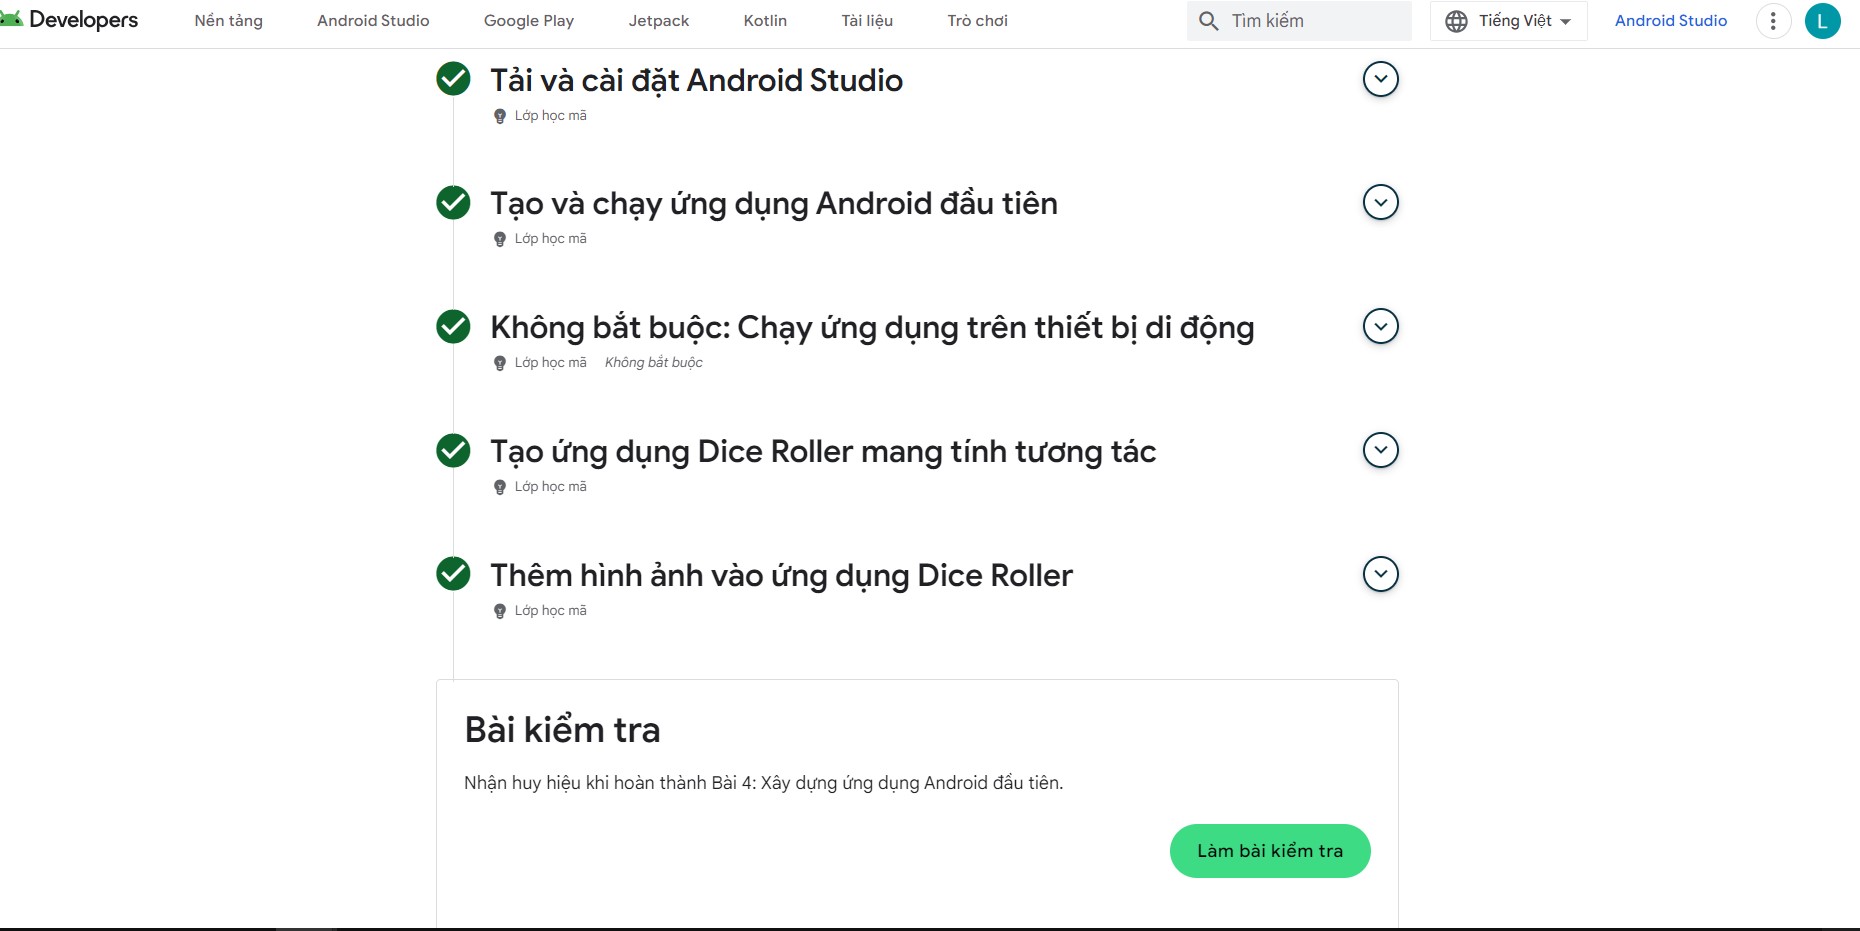 Developers Nền tảng Android Studio Google Play Jetpack Kotlin Tài liệu Trò chơi Tìm kiếm Tiếng Việt Android Studio L
Tải và cài đặt Android Studio
Lớp học mã
Tạo và chạy ứng dụng Android đầu tiên
Lớp học mã
Không bắt buộc: Chạy ứng dụng trên thiết bị di động
Lớp học mã Không bắt buộc
Tạo ứng dụng Dice Roller mang tính tương tác
Lớp học mã
Thêm hình ảnh vào ứng dụng Dice Roller
Lớp học mã
Bài kiểm tra
Nhận huy hiệu khi hoàn thành Bài 4: Xây dựng ứng dụng Android đầu tiên.
Làm bài kiểm tra